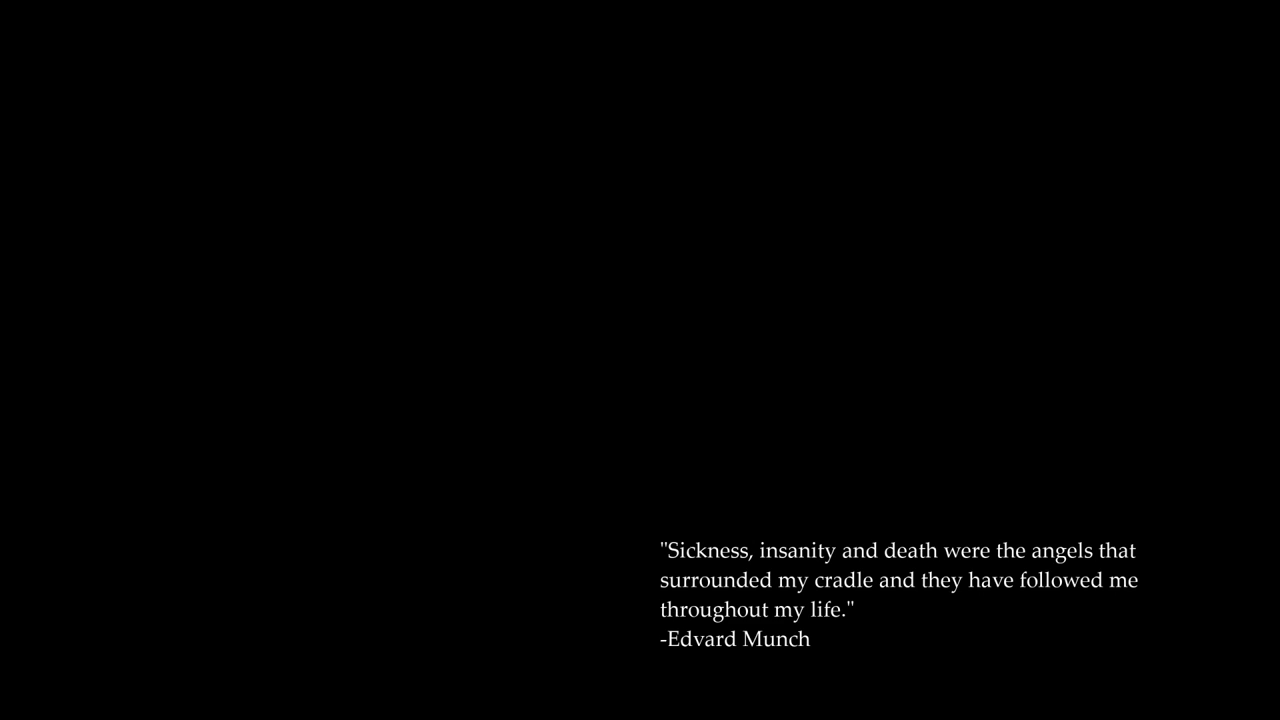 "Sickness, insanity and death were the angels that
surrounded my cradle and they have followed me
throughout my life."
-Edvard Munch